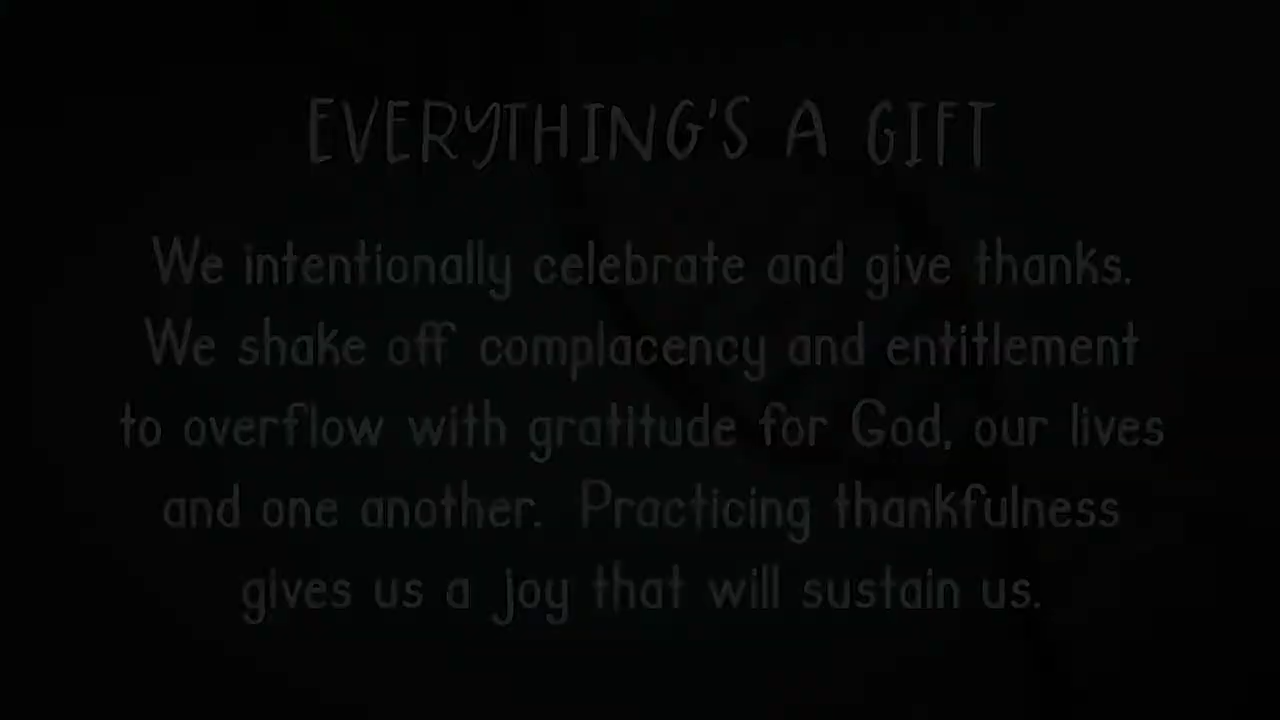 EVERYTHING'S A GIFT
We intentionally celebrate and give thanks.
We shake off complacency and entitlement
to overflow with gratitude for God, our lives
and one another. Practicing thankfulness
gives us a joy that will sustain us.